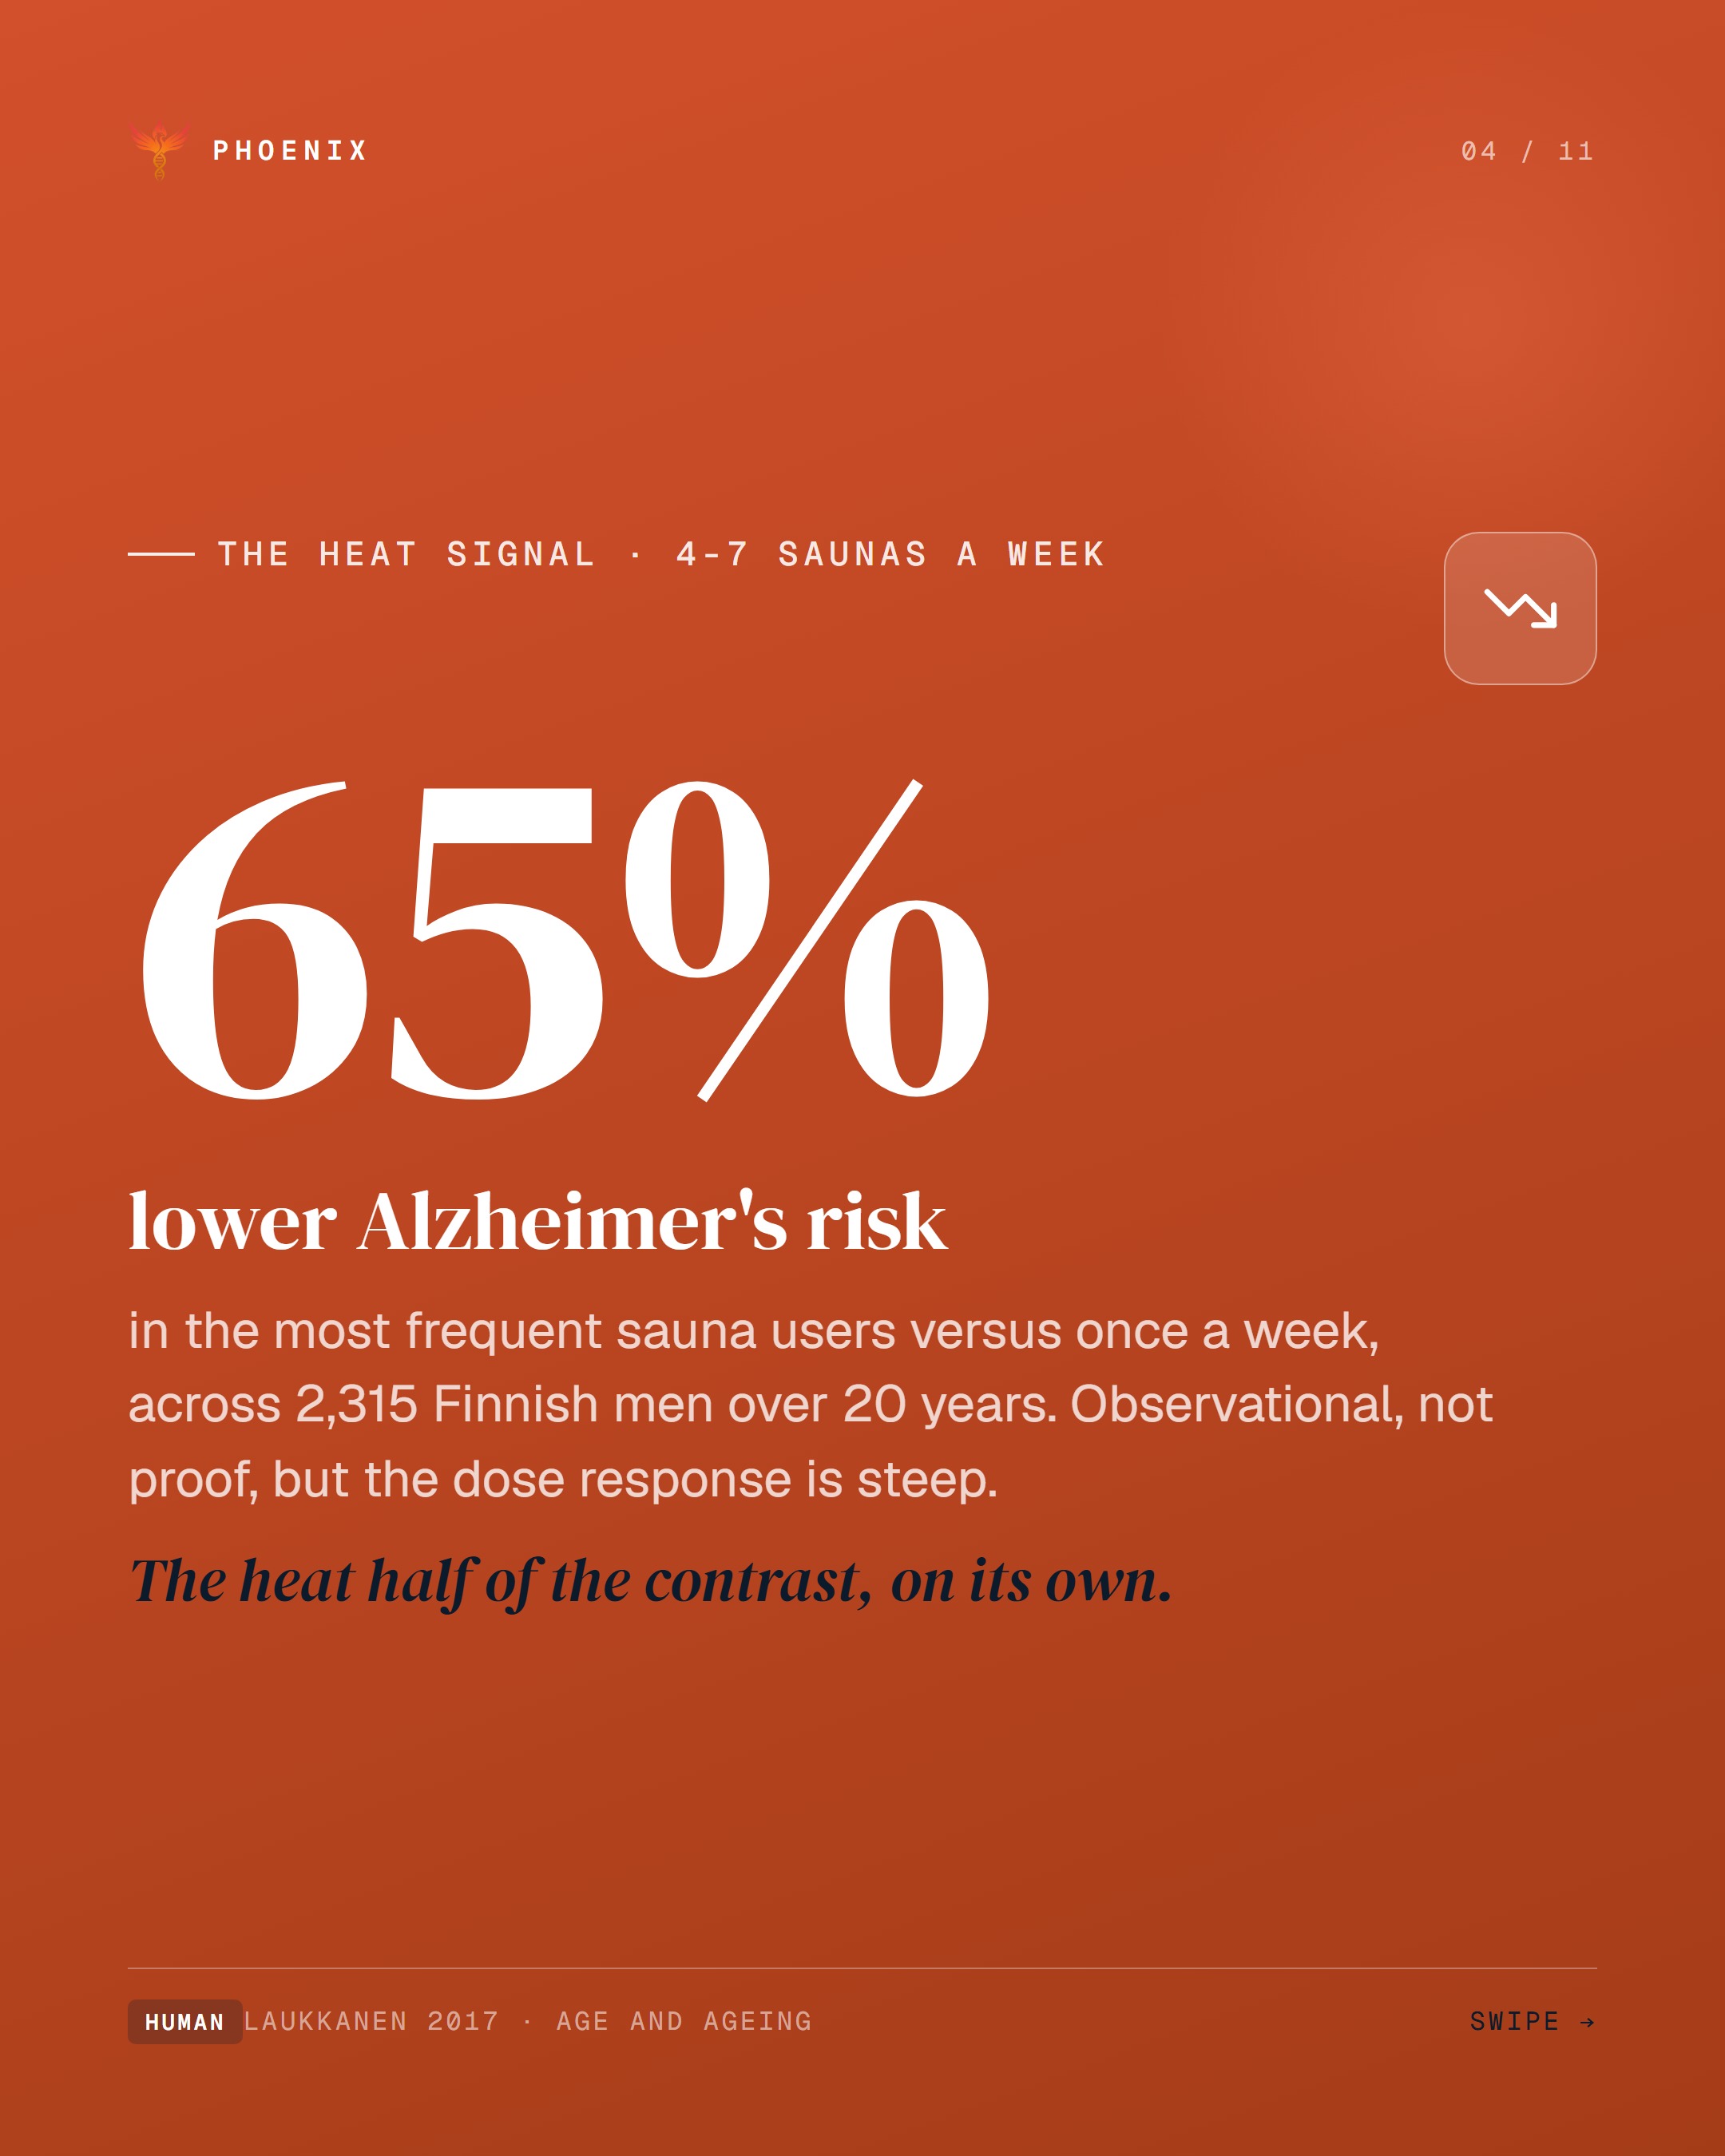 PHOENIX
04 / 11
THE HEAT SIGNAL · 4-7 SAUNAS A WEEK
65%
lower Alzheimer's risk
in the most frequent sauna users versus once a week,
across 2,315 Finnish men over 20 years. Observational, not
proof, but the dose response is steep.
The heat half of the contrast, on its own.
HUMAN LAUKKANEN 2017 · AGE AND AGEING
SWIPE →